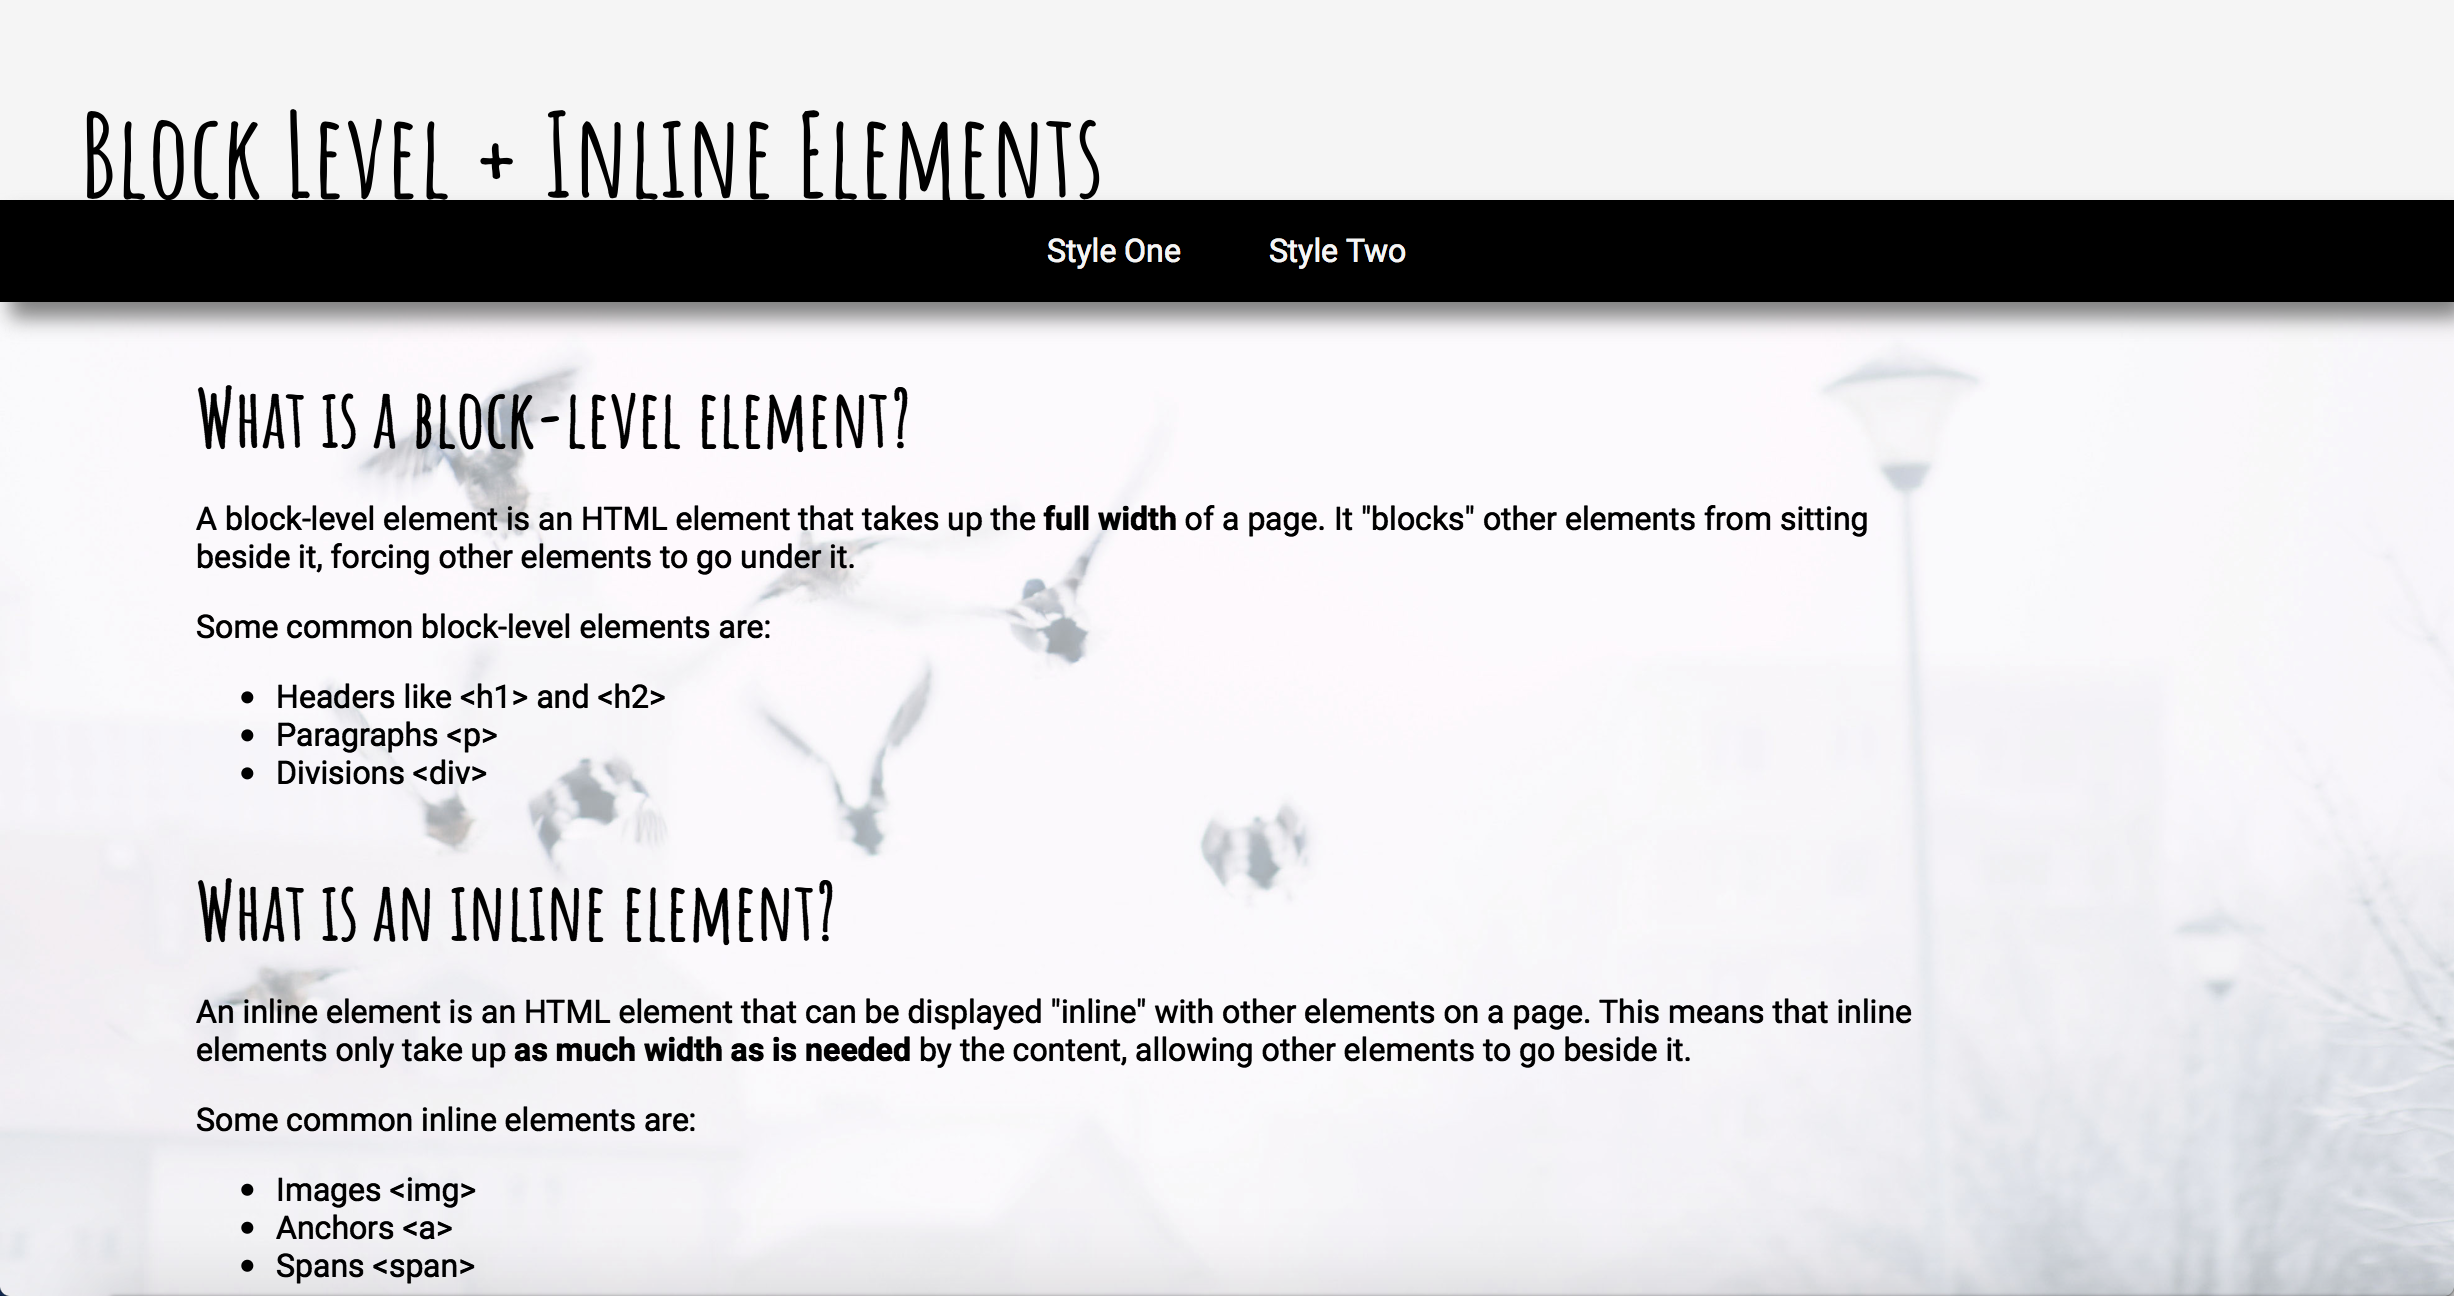 Block Level + Inline Elements
Style One
Style Two
What is a block-level element?
A block-level element is an HTML element that takes up the full width of a page. It "blocks" other elements from sitting
beside it, forcing other elements to go under it.
Some common block-level elements are:
• Headers like <h1> and <h2>
• Paragraphs <p>
• Divisions <div>
What is an inline element?
An inline element is an HTML element that can be displayed "inline" with other elements on a page. This means that inline
elements only take up as much width as is needed by the content, allowing other elements to go beside it.
Some common inline elements are:
• Images <img>
• Anchors <a>
• Spans <span>